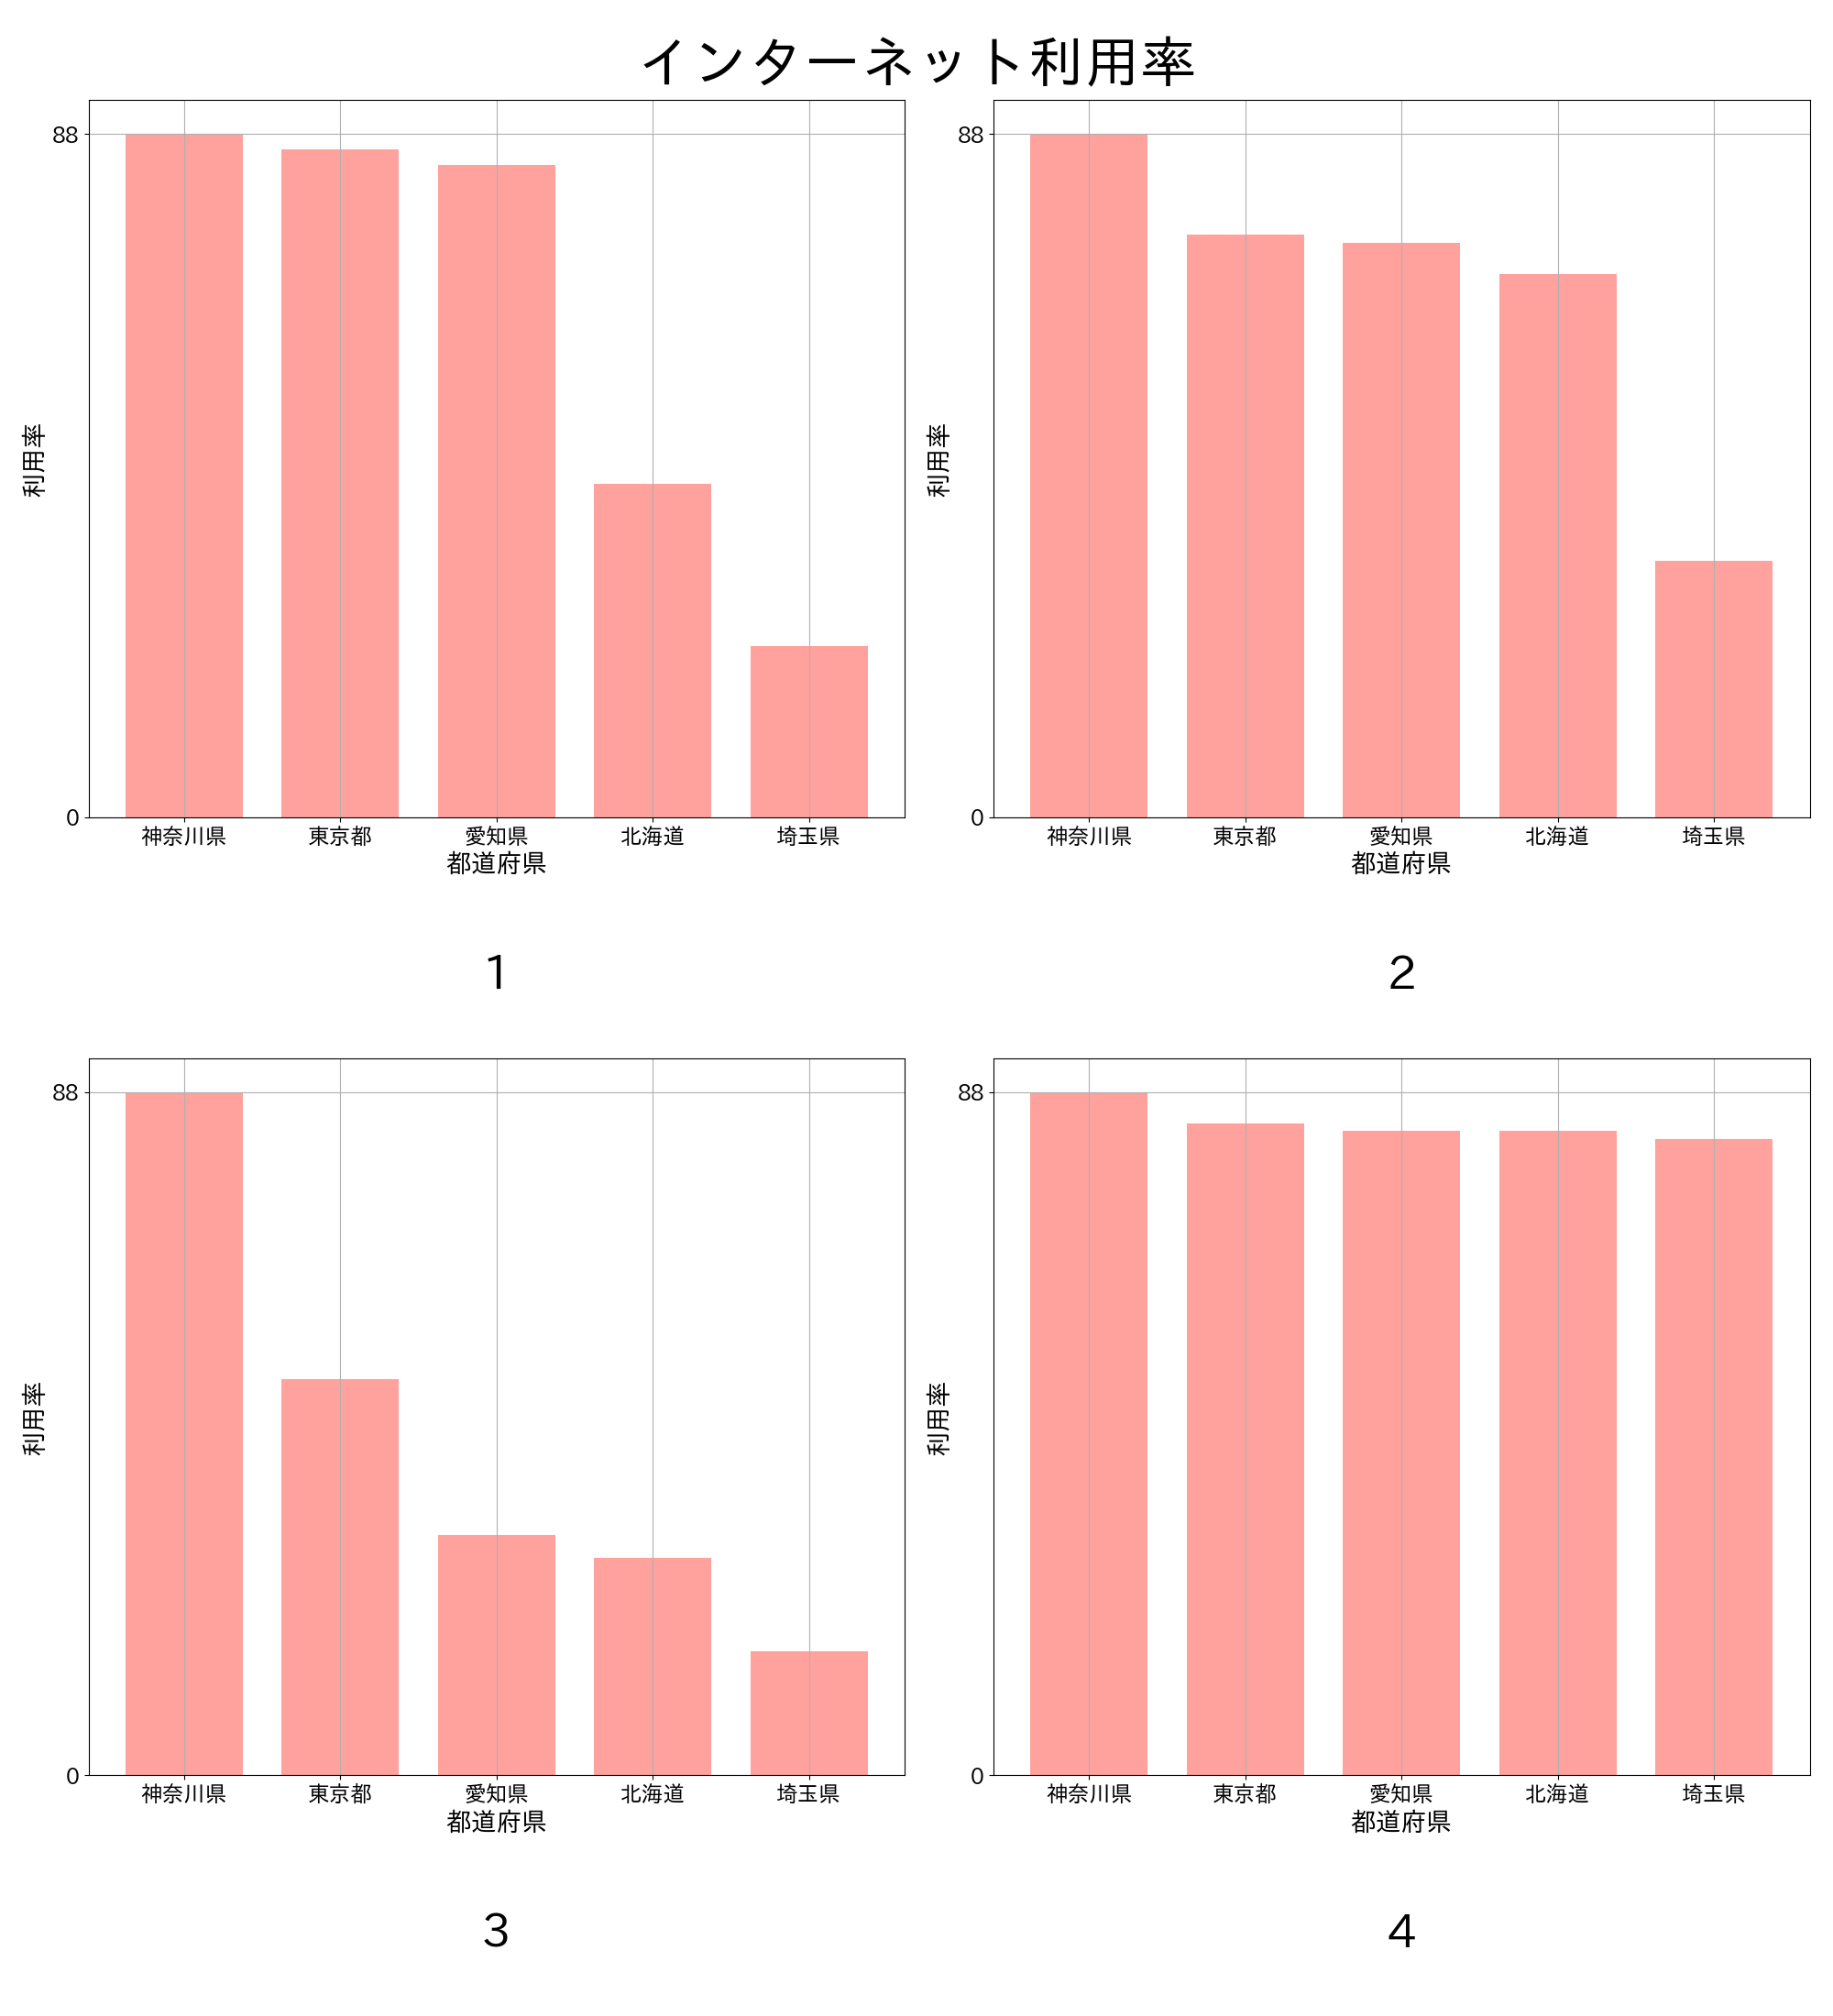 インターネット利用率
88
0
利用率
神奈川県 東京都 愛知県 北海道 埼玉県
都道府県
1
88
0
利用率
神奈川県 東京都 愛知県 北海道 埼玉県
都道府県
2
88
0
利用率
神奈川県 東京都 愛知県 北海道 埼玉県
都道府県
3
88
0
利用率
神奈川県 東京都 愛知県 北海道 埼玉県
都道府県
4